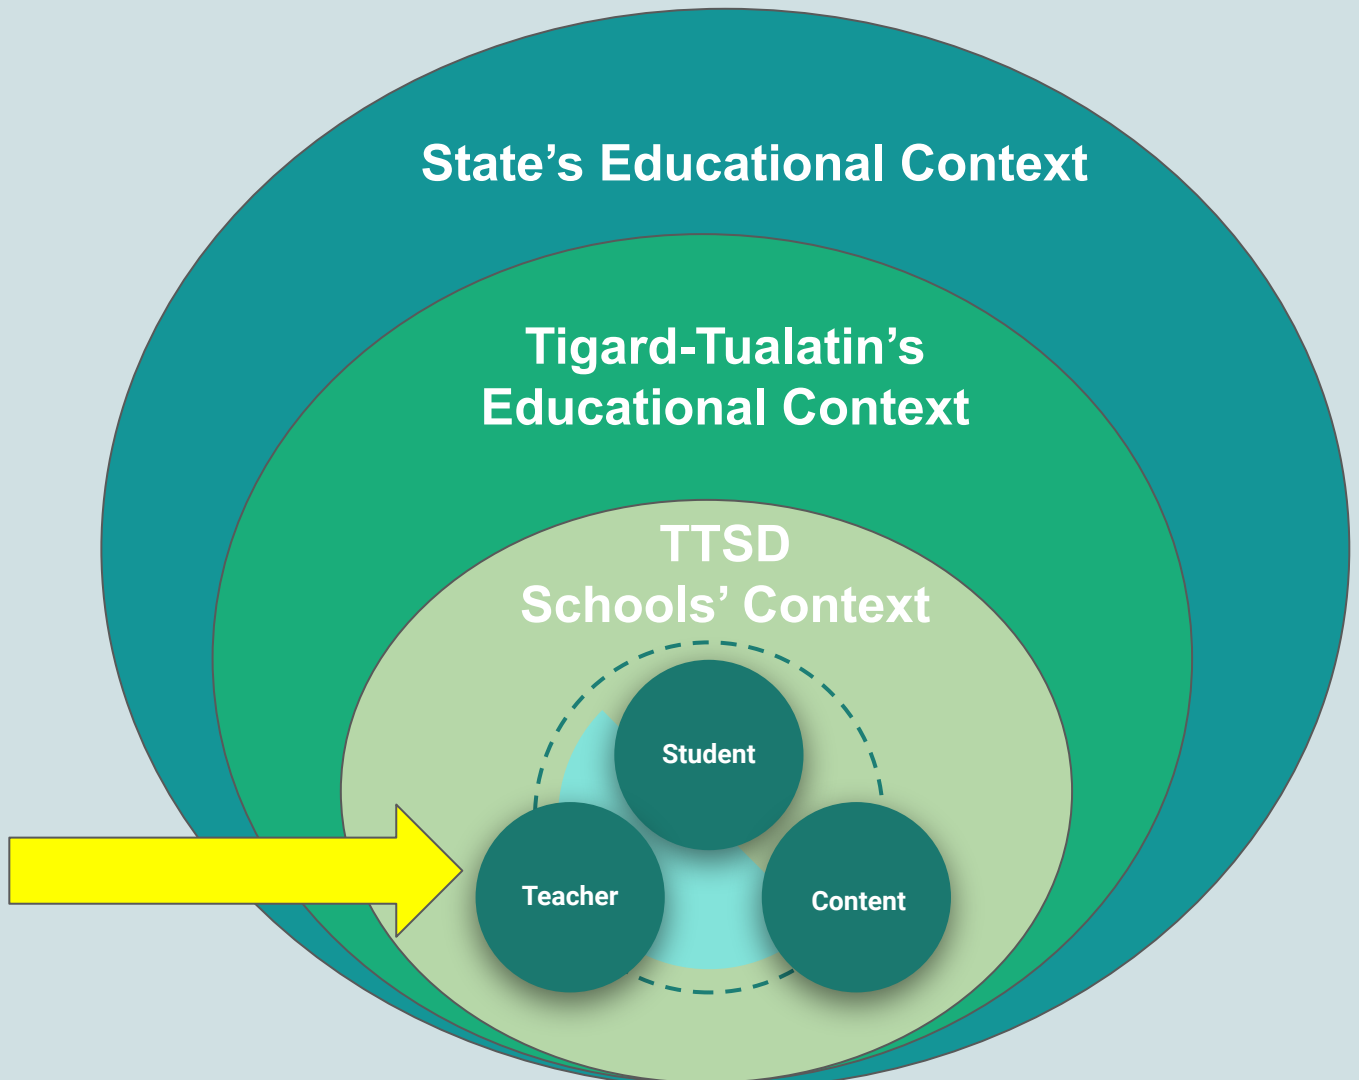 State’s Educational Context
Tigard-Tualatin’s
Educational Context
TTSD
Schools’ Context
Student
Teacher
Content